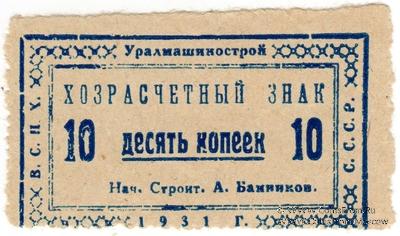 Уралмашинострой
В.С.Н.Х.
С.С.С.Р.
ХОЗРАСЧЕТНЫЙ ЗНАК
10 десять копеек 10
Нач. Строит. А. Банников.
1931 г.